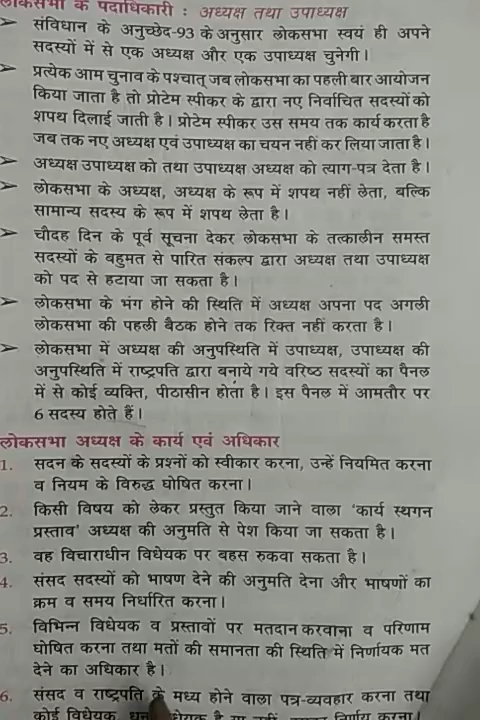 लोकसभा के पदाधिकारी : अध्यक्ष तथा उपाध्यक्ष
➢ संविधान के अनुच्छेद-93 के अनुसार लोकसभा स्वयं ही अपने
सदस्यों में से एक अध्यक्ष और एक उपाध्यक्ष चुनेगी।
➢ प्रत्येक आम चुनाव के पश्चात् जब लोकसभा का पहली बार आयोजन
किया जाता है तो प्रोटेम स्पीकर के द्वारा नए निर्वाचित सदस्यों को
शपथ दिलाई जाती है। प्रोटेम स्पीकर उस समय तक कार्य करता है
जब तक नए अध्यक्ष एवं उपाध्यक्ष का चयन नहीं कर लिया जाता है।
➢ अध्यक्ष उपाध्यक्ष को तथा उपाध्यक्ष अध्यक्ष को त्याग-पत्र देता है।
➢ लोकसभा के अध्यक्ष, अध्यक्ष के रूप में शपथ नहीं लेता, बल्कि
सामान्य सदस्य के रूप में शपथ लेता है।
➢ चौदह दिन के पूर्व सूचना देकर लोकसभा के तत्कालीन समस्त
सदस्यों के बहुमत से पारित संकल्प द्वारा अध्यक्ष तथा उपाध्यक्ष
को पद से हटाया जा सकता है।
➢ लोकसभा के भंग होने की स्थिति में अध्यक्ष अपना पद अगली
लोकसभा की पहली बैठक होने तक रिक्त नहीं करता है।
➢ लोकसभा में अध्यक्ष की अनुपस्थिति में उपाध्यक्ष, उपाध्यक्ष की
अनुपस्थिति में राष्ट्रपति द्वारा बनाये गये वरिष्ठ सदस्यों का पैनल
में से कोई व्यक्ति, पीठासीन होता है। इस पैनल में आमतौर पर
6 सदस्य होते हैं।
लोकसभा अध्यक्ष के कार्य एवं अधिकार
1. सदन के सदस्यों के प्रश्नों को स्वीकार करना, उन्हें नियमित करना
व नियम के विरुद्ध घोषित करना।
2. किसी विषय को लेकर प्रस्तुत किया जाने वाला ‘कार्य स्थगन
प्रस्ताव’ अध्यक्ष की अनुमति से पेश किया जा सकता है।
3. वह विचाराधीन विधेयक पर बहस रुकवा सकता है।
4. संसद सदस्यों को भाषण देने की अनुमति देना और भाषणों का
क्रम व समय निर्धारित करना।
5. विभिन्न विधेयक व प्रस्तावों पर मतदान करवाना व परिणाम
घोषित करना तथा मतों की समानता की स्थिति में निर्णायक मत
देने का अधिकार है।
6. संसद व राष्ट्रपति के मध्य होने वाला पत्र-व्यवहार करना तथा
कोई विधेयक, धन विधेयक है या नहीं, निर्णय करना।